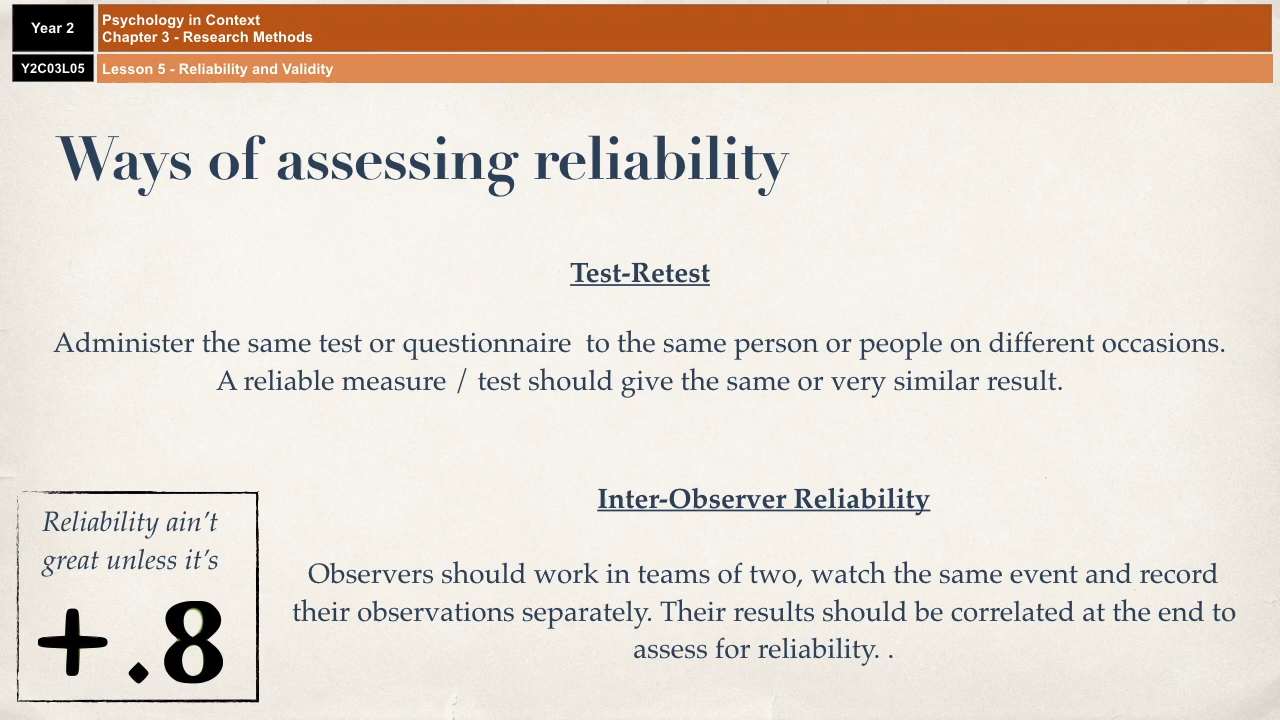 Year 2
Psychology in Context
Chapter 3 - Research Methods
Y2C03L05
Lesson 5 - Reliability and Validity
Ways of assessing reliability
Test-Retest
Administer the same test or questionnaire  to the same person or people on different occasions.
A reliable measure / test should give the same or very similar result.
Inter-Observer Reliability
Observers should work in teams of two, watch the same event and record
their observations separately. Their results should be correlated at the end to
assess for reliability. .
Reliability ain't
great unless it's
+.8